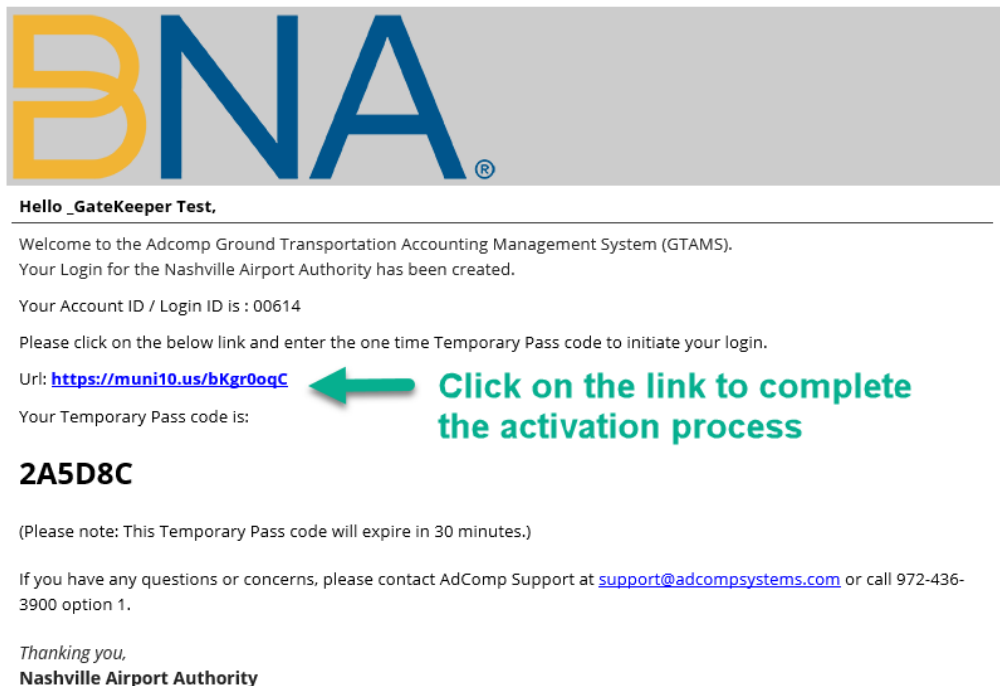 BNA®
Hello _GateKeeper Test,
Welcome to the Adcomp Ground Transportation Accounting Management System (GTAMS).
Your Login for the Nashville Airport Authority has been created.
Your Account ID / Login ID is : 00614
Please click on the below link and enter the one time Temporary Pass code to initiate your login.
Url: https://muni10.us/bKgr0oqC
Click on the link to complete
the activation process
Your Temporary Pass code is:
2A5D8C
(Please note: This Temporary Pass code will expire in 30 minutes.)
If you have any questions or concerns, please contact AdComp Support at support@adcompsystems.com or call 972-436-
3900 option 1.
Thanking you,
Nashville Airport Authority